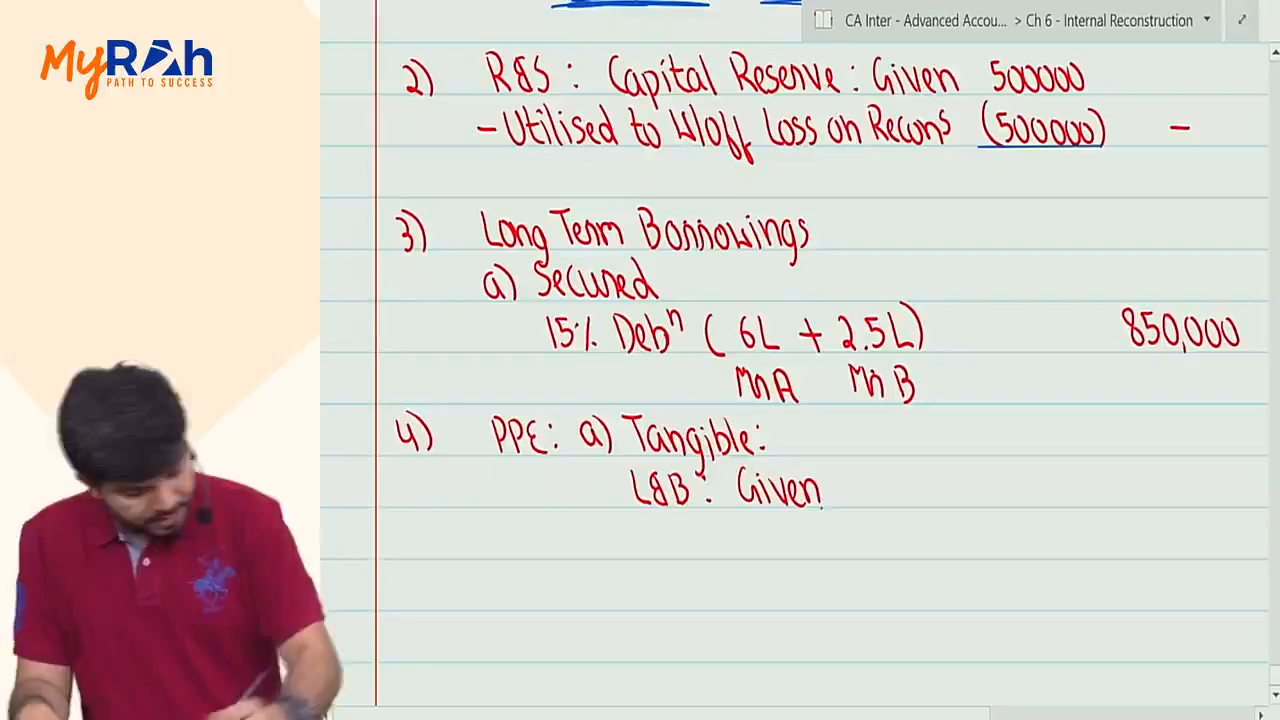 MyRAh
PATH TO SUCCESS
CA Inter - Advanced Accou... > Ch 6 - Internal Reconstruction
2) R&S : Capital Reserve : Given 500000
- Utilised to W/off Loss on Recons (500000) -
3) Long Term Borrowings
a) Secured
15% Debⁿ ( 6L + 2.5L) 850,000
Mr A Mr B
4) PPE: a) Tangible:
L&B: Given